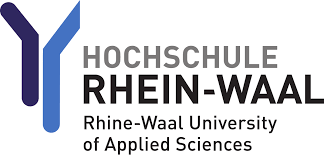 HOCHSCHULE
RHEIN-WAAL
Rhine-Waal University
of Applied Sciences